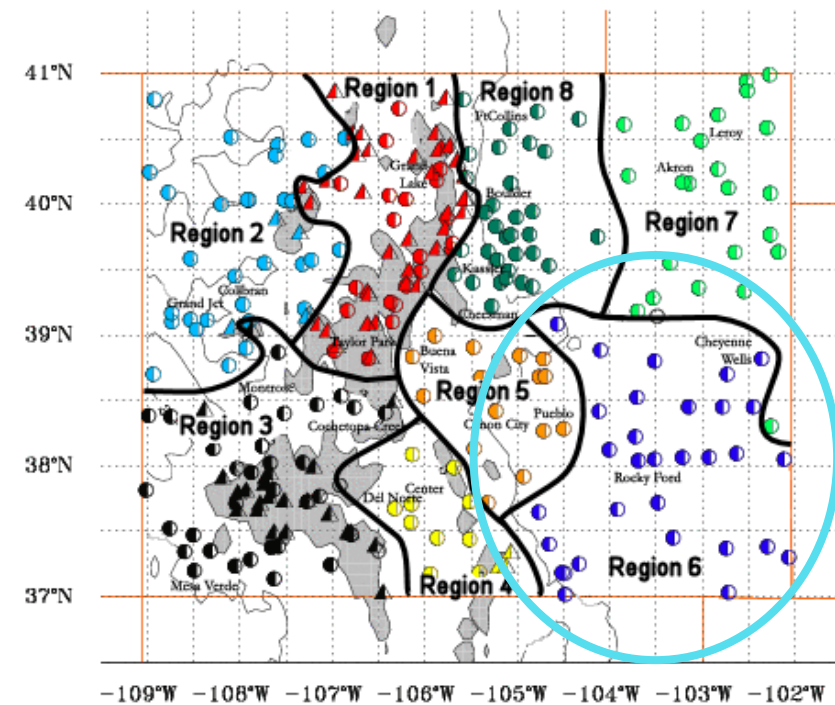 41°N
Region 1
Region 8
FtCollins
Leroy
Grand
Lake
Akron
40°N
Boulder
Region 2
Region 7
Kassler
Collbran
Grand Jct
Cheesman
39°N
Taylor Park
Buena
Vista
Cheyenne
Wells
Montrose
Region 5
Region 3
Cochetopa Creek
Pueblo
Canon City
38°N
Rocky Ford
Del Norte
Center
Region 6
Mesa Verde
Region 4
37°N
-109°W -108°W -107°W -106°W -105°W -104°W -103°W -102°W